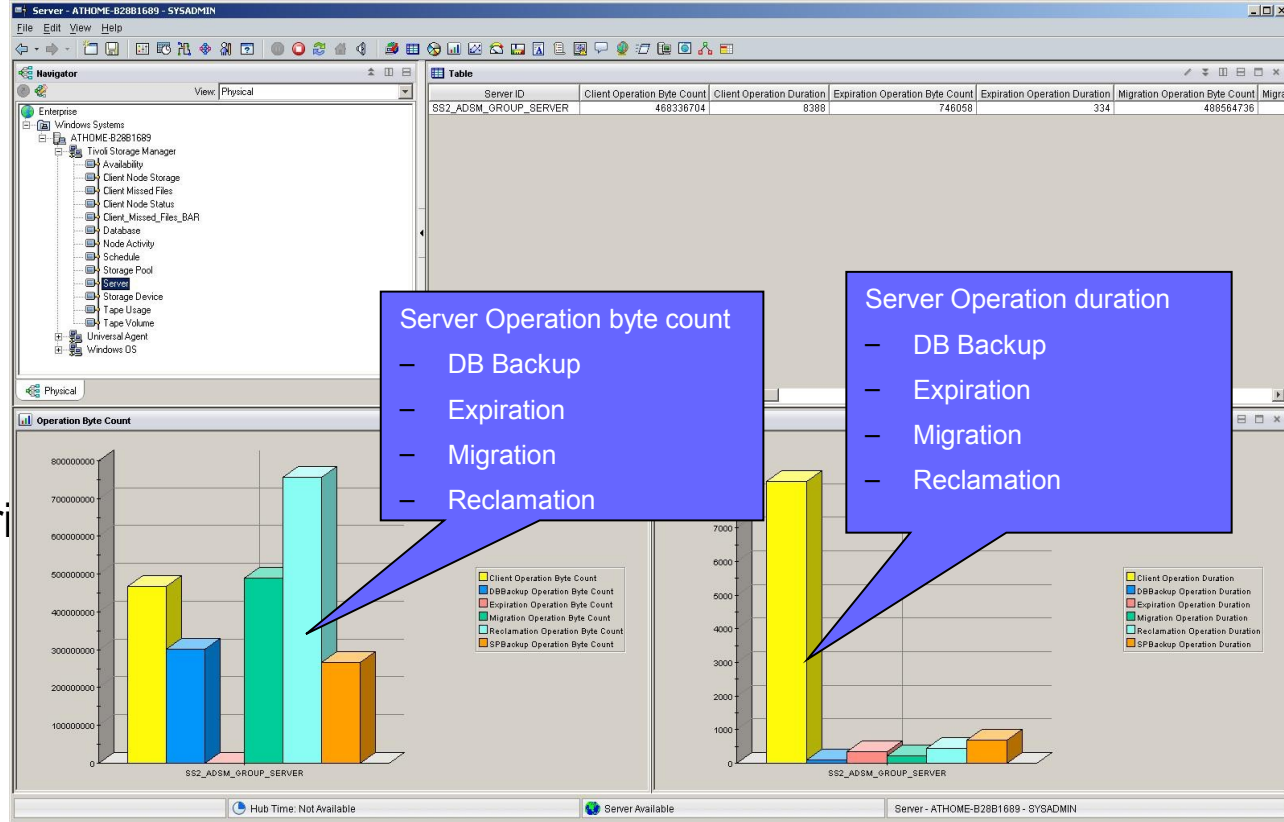 Server - ATHOME-B28B1689 - SYSADMIN
File Edit View Help
Navigator
View: Physical
Enterprise
Windows Systems
ATHOME-B28B1689
Tivoli Storage Manager
Availability
Client Node Storage
Client Missed Files
Client Node Status
Client_Missed_Files_BAR
Database
Node Activity
Schedule
Storage Pool
Server
Storage Device
Tape Usage
Tape Volume
Universal Agent
Windows OS
Physical
Table
Server ID Client Operation Byte Count Client Operation Duration Expiration Operation Byte Count Expiration Operation Duration Migration Operation Byte Count Migra
SS2_ADSM_GROUP_SERVER 468336704 8388 746058 334 488564736
Server Operation byte count
– DB Backup
– Expiration
– Migration
– Reclamation
Server Operation duration
– DB Backup
– Expiration
– Migration
– Reclamation
Operation Byte Count
800000000
700000000
600000000
500000000
400000000
300000000
200000000
100000000
0
SS2_ADSM_GROUP_SERVER
Client Operation Byte Count
DBBackup Operation Byte Count
Expiration Operation Byte Count
Migration Operation Byte Count
Reclamation Operation Byte Count
SPBackup Operation Byte Count
7000
6000
5000
4000
3000
2000
1000
0
SS2_ADSM_GROUP_SERVER
Client Operation Duration
DBBackup Operation Duration
Expiration Operation Duration
Migration Operation Duration
Reclamation Operation Duration
SPBackup Operation Duration
Hub Time: Not Available
Server Available
Server - ATHOME-B28B1689 - SYSADMIN